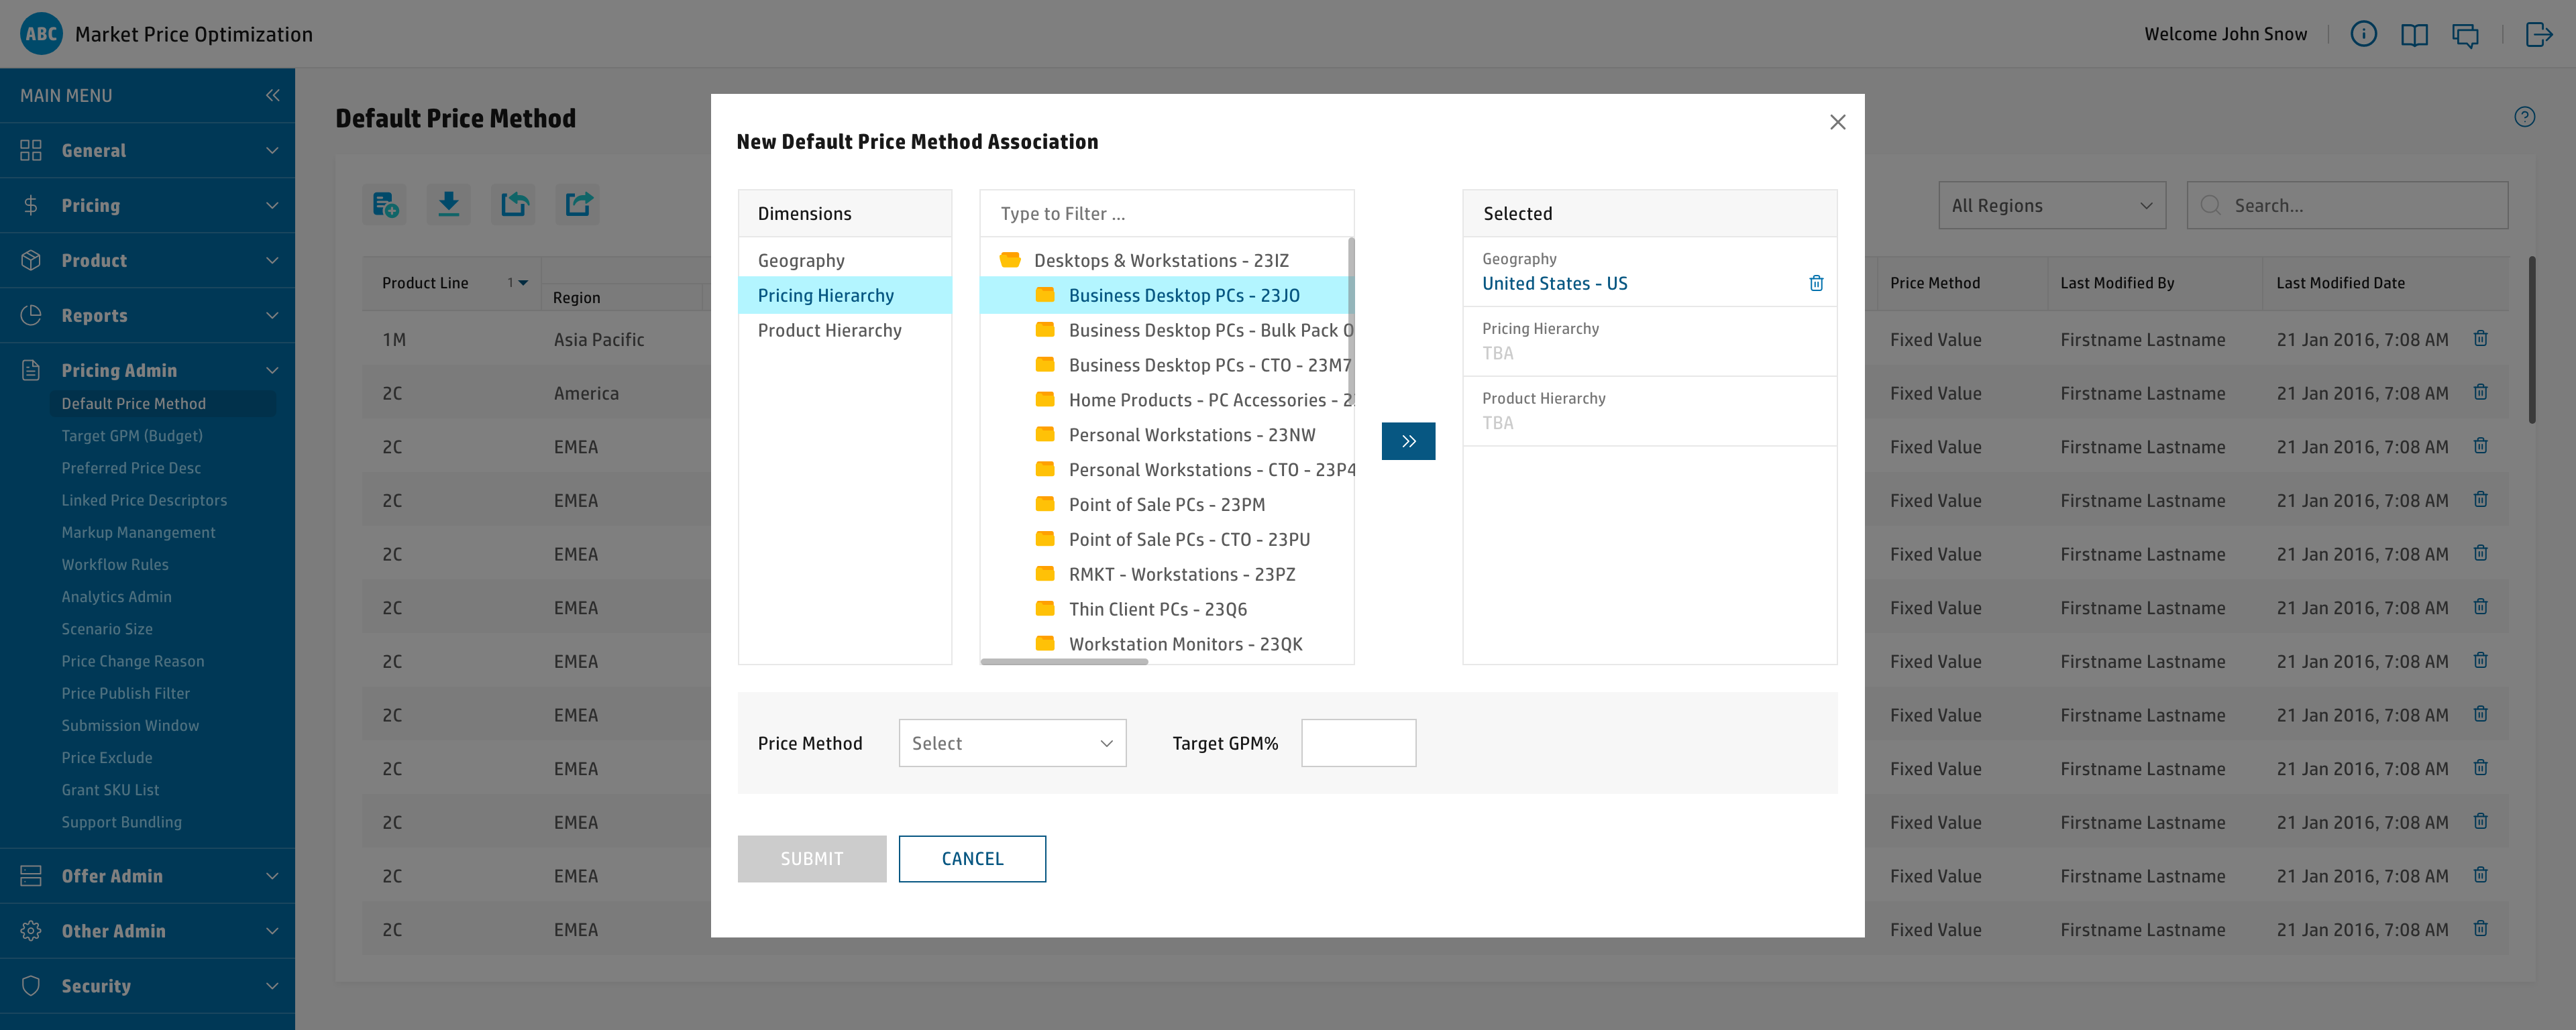 ABC Market Price Optimization
Welcome John Snow
MAIN MENU
General
Pricing
Product
Reports
Pricing Admin
Default Price Method
Target GPM (Budget)
Preferred Price Desc
Linked Price Descriptors
Markup Manangement
Workflow Rules
Analytics Admin
Scenario Size
Price Change Reason
Price Publish Filter
Submission Window
Price Exclude
Grant SKU List
Support Bundling
Offer Admin
Other Admin
Security
Default Price Method
All Regions
Search...
Product Line 1
Region
Price Method Last Modified By Last Modified Date
1M Asia Pacific Fixed Value Firstname Lastname 21 Jan 2016, 7:08 AM
2C America Fixed Value Firstname Lastname 21 Jan 2016, 7:08 AM
2C EMEA Fixed Value Firstname Lastname 21 Jan 2016, 7:08 AM
2C EMEA Fixed Value Firstname Lastname 21 Jan 2016, 7:08 AM
2C EMEA Fixed Value Firstname Lastname 21 Jan 2016, 7:08 AM
2C EMEA Fixed Value Firstname Lastname 21 Jan 2016, 7:08 AM
2C EMEA Fixed Value Firstname Lastname 21 Jan 2016, 7:08 AM
2C EMEA Fixed Value Firstname Lastname 21 Jan 2016, 7:08 AM
2C EMEA Fixed Value Firstname Lastname 21 Jan 2016, 7:08 AM
2C EMEA Fixed Value Firstname Lastname 21 Jan 2016, 7:08 AM
2C EMEA Fixed Value Firstname Lastname 21 Jan 2016, 7:08 AM
2C EMEA Fixed Value Firstname Lastname 21 Jan 2016, 7:08 AM
New Default Price Method Association
Dimensions
Geography
Pricing Hierarchy
Product Hierarchy
Type to Filter ...
Desktops & Workstations - 23IZ
Business Desktop PCs - 23JO
Business Desktop PCs - Bulk Pack
Business Desktop PCs - CTO - 23M7
Home Products - PC Accessories - 2
Personal Workstations - 23NW
Personal Workstations - CTO - 23P4
Point of Sale PCs - 23PM
Point of Sale PCs - CTO - 23PU
RMKT - Workstations - 23PZ
Thin Client PCs - 23Q6
Workstation Monitors - 23QK
Selected
Geography
United States - US
Pricing Hierarchy
TBA
Product Hierarchy
TBA
Price Method
Select
Target GPM%
SUBMIT
CANCEL